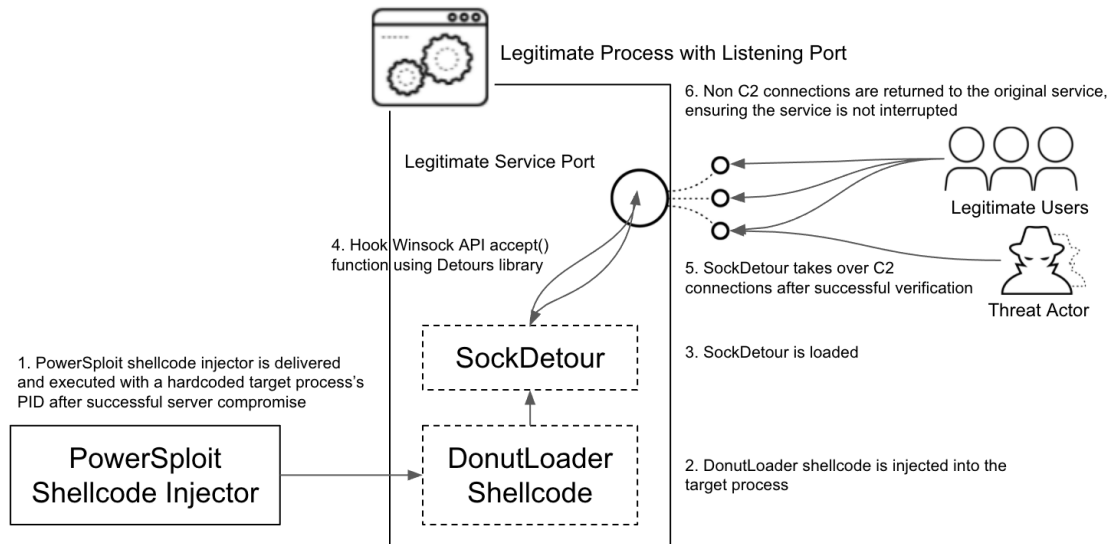 Legitimate Process with Listening Port
6. Non C2 connections are returned to the original service,
ensuring the service is not interrupted
Legitimate Service Port
Legitimate Users
4. Hook Winsock API accept()
function using Detours library
5. SockDetour takes over C2
connections after successful verification
Threat Actor
SockDetour
3. SockDetour is loaded
1. PowerSploit shellcode injector is delivered
and executed with a hardcoded target process's
PID after successful server compromise
PowerSploit
Shellcode Injector
DonutLoader
Shellcode
2. DonutLoader shellcode is injected into the
target process